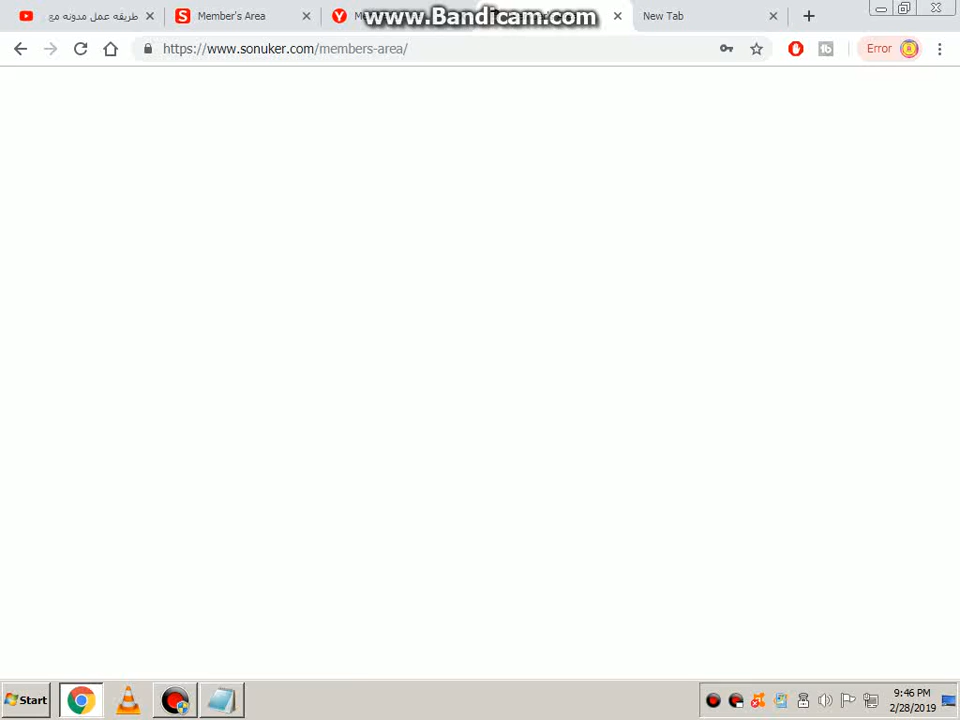 طريقه عمل مدونه مع
Member's Area
www.Bandicam.com
New Tab
https://www.sonuker.com/members-area/
Error
Start
9:46 PM
2/28/2019